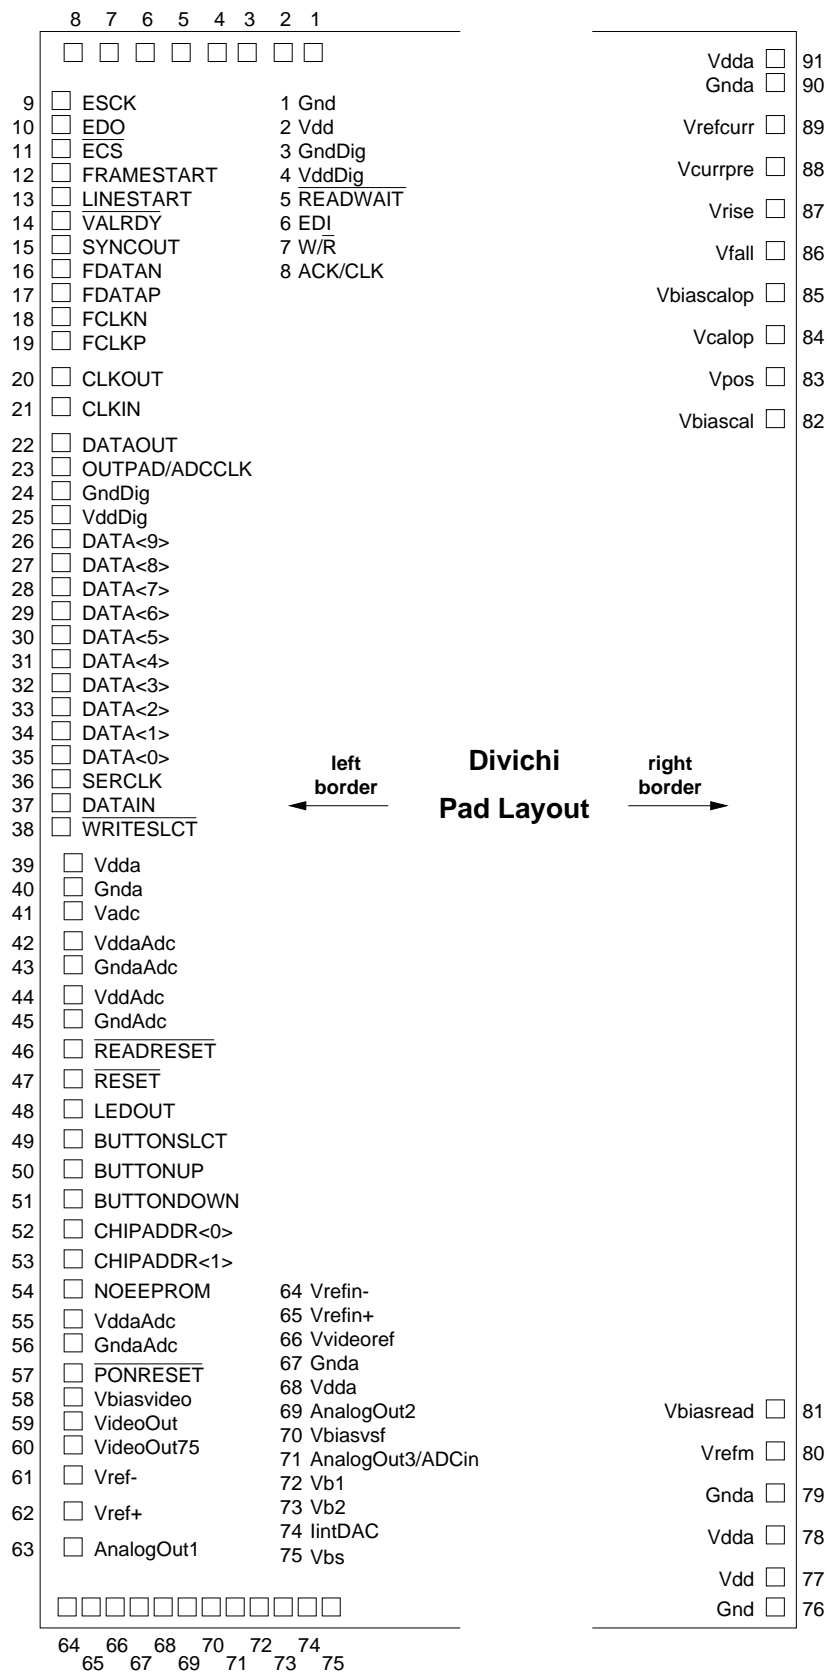 8 7 6 5 4 3 2 1
Vdda 91
Gnda 90
9 ESCK 1 Gnd
10 EDO 2 Vdd Vrefcurr 89
11 ECS 3 GndDig
12 FRAMESTART 4 VddDig Vcurrpre 88
13 LINESTART 5 READWAIT
14 VALRDY 6 EDI Vrise 87
15 SYNCOUT 7 W/R
16 FDATAN 8 ACK/CLK Vfall 86
17 FDATAP Vbiascalop 85
18 FCLKN
19 FCLKP Vcalop 84
20 CLKOUT Vpos 83
21 CLKIN Vbiascal 82
22 DATAOUT
23 OUTPAD/ADCCLK
24 GndDig
25 VddDig
26 DATA<9>
27 DATA<8>
28 DATA<7>
29 DATA<6>
30 DATA<5>
31 DATA<4>
32 DATA<3>
33 DATA<2>
34 DATA<1>
35 DATA<0> left Divichi right
36 SERCLK border border
37 DATAIN Pad Layout
38 WRITESLCT
39 Vdda
40 Gnda
41 Vadc
42 VddaAdc
43 GndaAdc
44 VddAdc
45 GndAdc
46 READRESET
47 RESET
48 LEDOUT
49 BUTTONSLCT
50 BUTTONUP
51 BUTTONDOWN
52 CHIPADDR<0>
53 CHIPADDR<1>
54 NOEEPROM 64 Vrefin-
55 VddaAdc 65 Vrefin+
56 GndaAdc 66 Vvideoref
57 PONRESET 67 Gnda
58 Vbiasvideo 68 Vdda
59 VideoOut 69 AnalogOut2 Vbiasread 81
60 VideoOut75 70 Vbiasvsf Vrefm 80
61 Vref- 71 AnalogOut3/ADCin
72 Vb1 Gnda 79
62 Vref+ 73 Vb2
74 IintDAC Vdda 78
63 AnalogOut1 75 Vbs
Vdd 77
Gnd 76
64 66 68 70 72 74
65 67 69 71 73 75